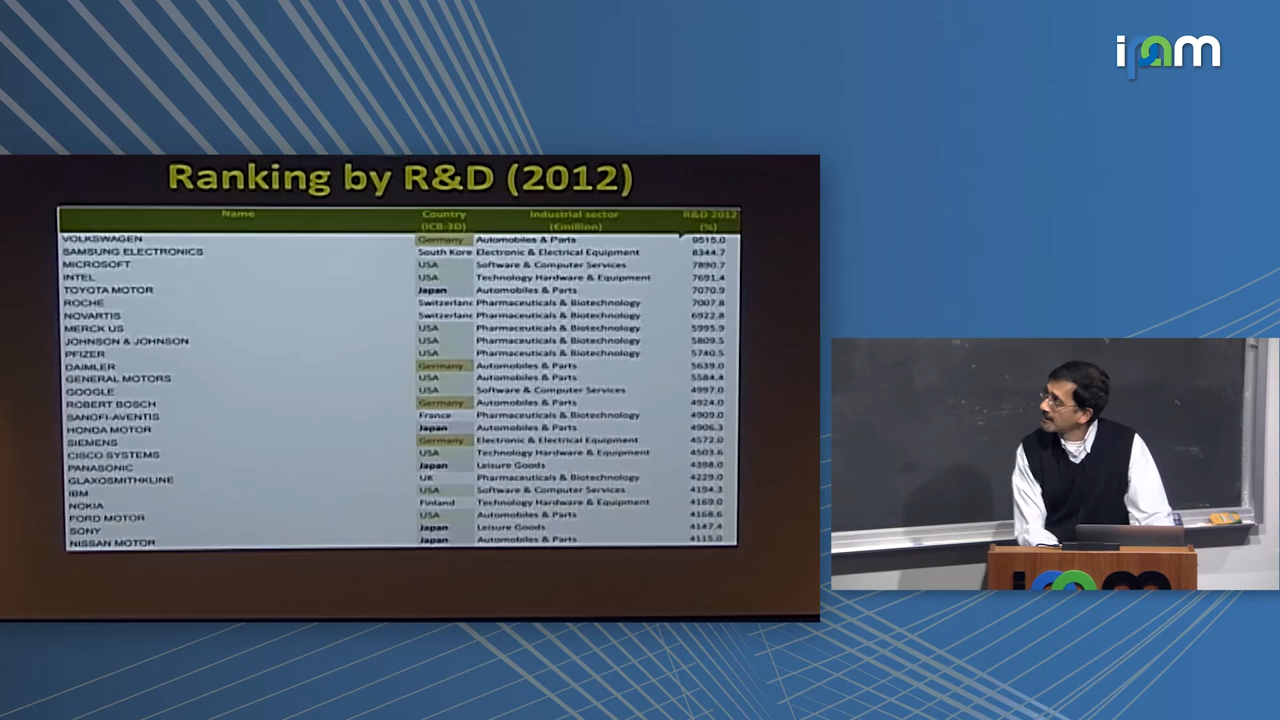 ipam
Ranking by R&D (2012)
Name Country Industrial sector R&D 2012
(ICB-3D) (€million) (%)
VOLKSWAGEN Germany Automobiles & Parts 9515.0
SAMSUNG ELECTRONICS South Kore Electronic & Electrical Equipment 8344.7
MICROSOFT USA Software & Computer Services 7890.7
INTEL USA Technology Hardware & Equipment 7691.4
TOYOTA MOTOR Japan Automobiles & Parts 7070.9
ROCHE Switzerland Pharmaceuticals & Biotechnology 7007.8
NOVARTIS Switzerland Pharmaceuticals & Biotechnology 6922.8
MERCK US USA Pharmaceuticals & Biotechnology 5995.9
JOHNSON & JOHNSON USA Pharmaceuticals & Biotechnology 5809.5
PFIZER USA Pharmaceuticals & Biotechnology 5740.5
DAIMLER Germany Automobiles & Parts 5639.0
GENERAL MOTORS USA Automobiles & Parts 5584.4
GOOGLE USA Software & Computer Services 4997.0
ROBERT BOSCH Germany Automobiles & Parts 4924.0
SANOFI-AVENTIS France Pharmaceuticals & Biotechnology 4909.0
HONDA MOTOR Japan Automobiles & Parts 4906.3
SIEMENS Germany Electronic & Electrical Equipment 4572.0
CISCO SYSTEMS USA Technology Hardware & Equipment 4503.6
PANASONIC Japan Leisure Goods 4398.0
GLAXOSMITHKLINE UK Pharmaceuticals & Biotechnology 4229.0
IBM USA Software & Computer Services 4194.3
NOKIA Finland Technology Hardware & Equipment 4169.0
FORD MOTOR USA Automobiles & Parts 4168.6
SONY Japan Leisure Goods 4147.4
NISSAN MOTOR Japan Automobiles & Parts 4115.0
ipam